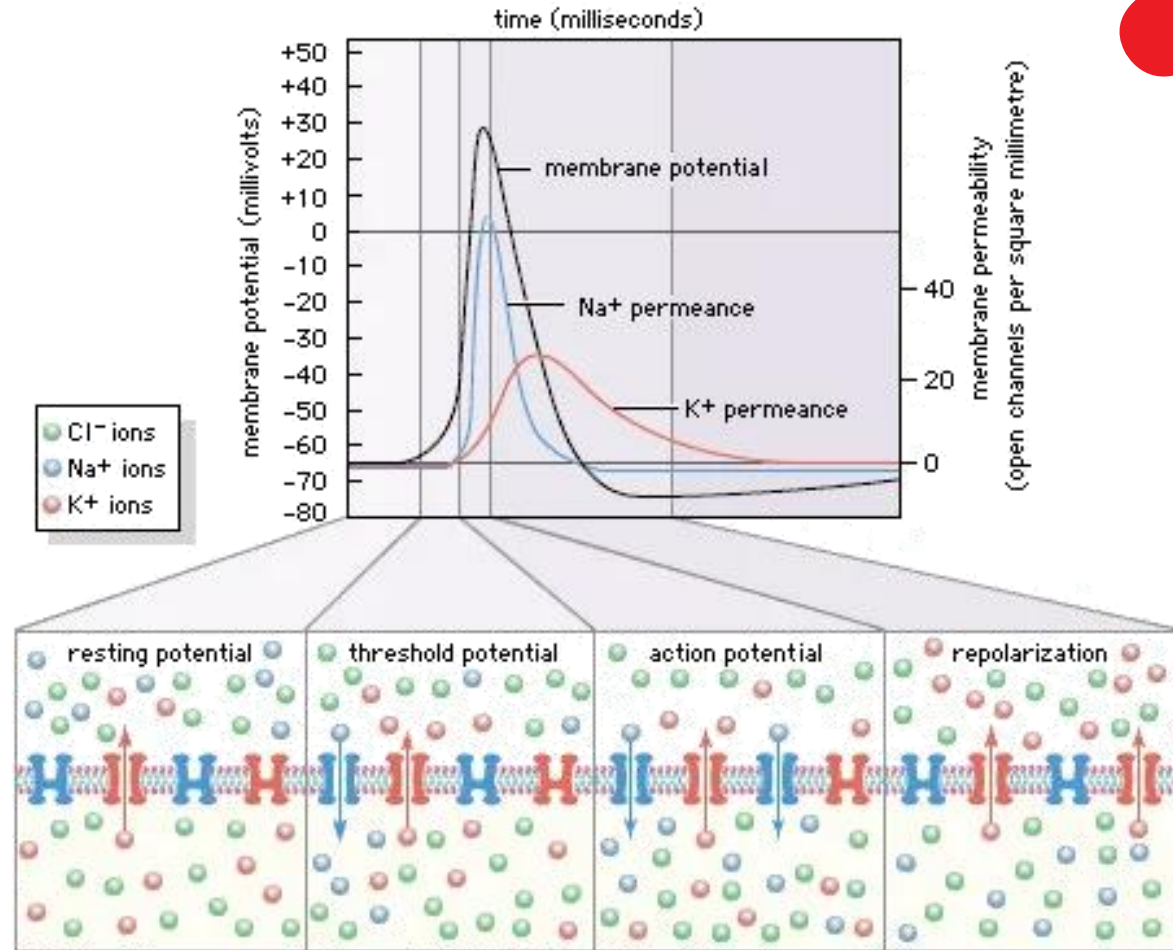 time (milliseconds)
membrane potential (millivolts)
+50
+40
+30
+20
+10
0
-10
-20
-30
-40
-50
-60
-70
-80
membrane potential
Na+ permeance
K+ permeance
40
20
0
membrane permeability
(open channels per square millimetre)
Cl− ions
Na+ ions
K+ ions
resting potential
threshold potential
action potential
repolarization